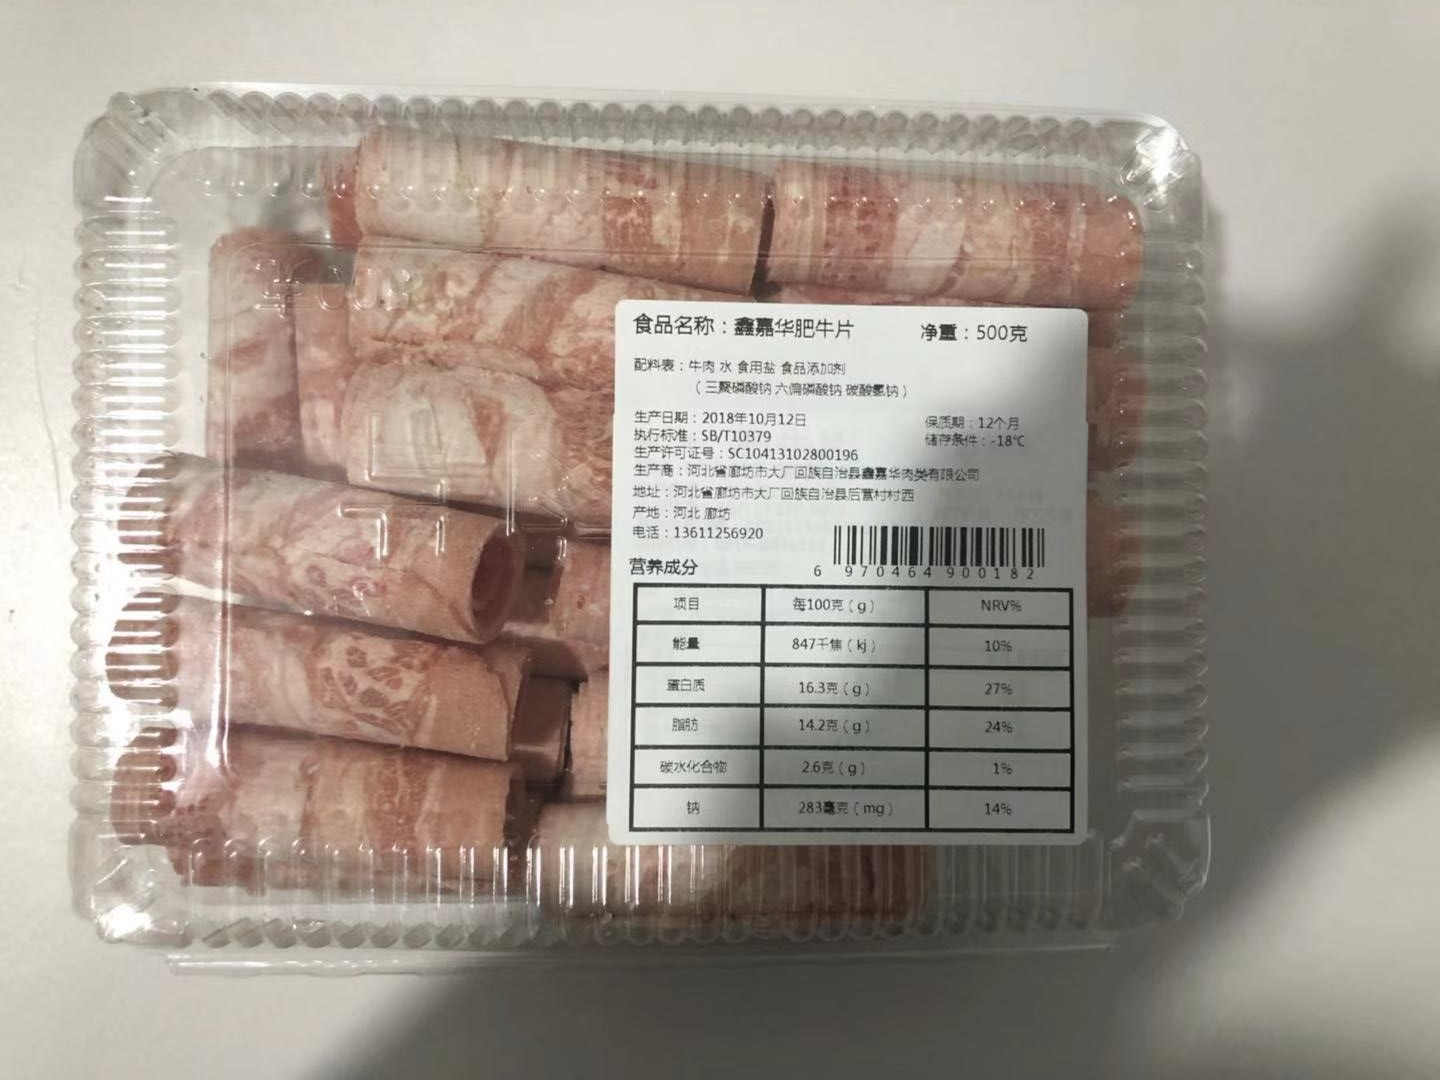 食品名称：鑫嘉华肥牛片 净重：500克
配料表：牛肉 水 食用盐 食品添加剂
（三聚磷酸钠 六偏磷酸钠 碳酸氢钠）
生产日期：2018年10月12日 保质期：12个月
执行标准：SB/T10379 储存条件：-18℃
生产许可证号：SC10413102800196
生产商：河北省廊坊市大厂回族自治县鑫嘉华肉类有限公司
地址：河北省廊坊市大厂回族自治县后营村村西
产地：河北 廊坊
电话：13611256920
6 970464 900182
营养成分
项目 每100克（g） NRV%
能量 847千焦（kj） 10%
蛋白质 16.3克（g） 27%
脂肪 14.2克（g） 24%
碳水化合物 2.6克（g） 1%
钠 283毫克（mg） 14%